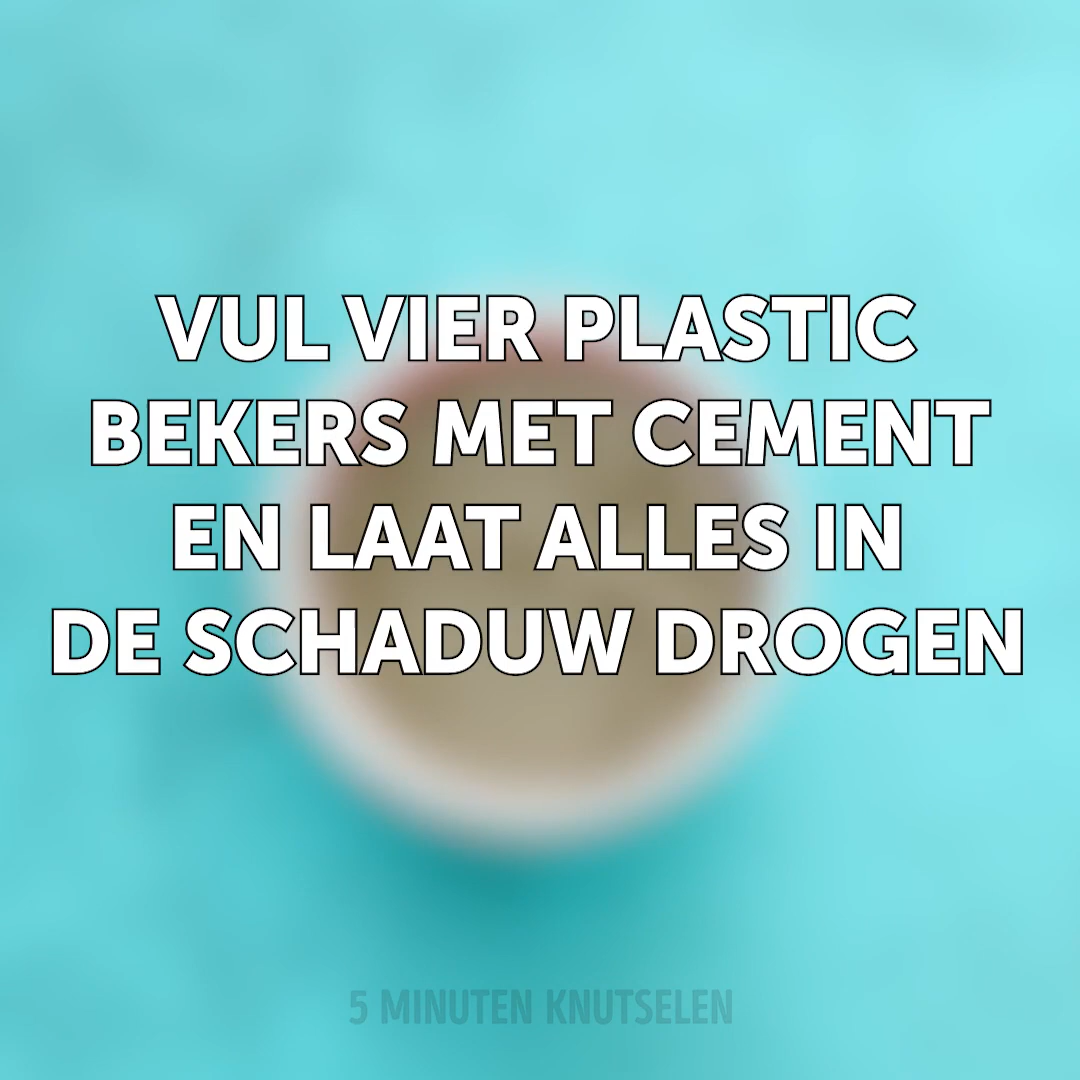 VUL VIER PLASTIC
BEKERS MET CEMENT
EN LAAT ALLES IN
DE SCHADUW DROGEN
5 MINUTEN KNUTSELEN